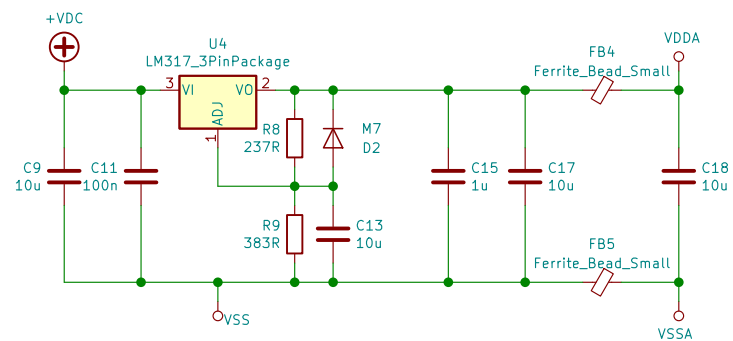 +VDC
U4
LM317_3PinPackage
3
VI
VO
2
ADJ
1
FB4
Ferrite_Bead_Small
VDDA
R8
237R
M7
D2
C9
10u
C11
100n
C15
1u
C17
10u
C18
10u
R9
383R
C13
10u
FB5
Ferrite_Bead_Small
VSS
VSSA